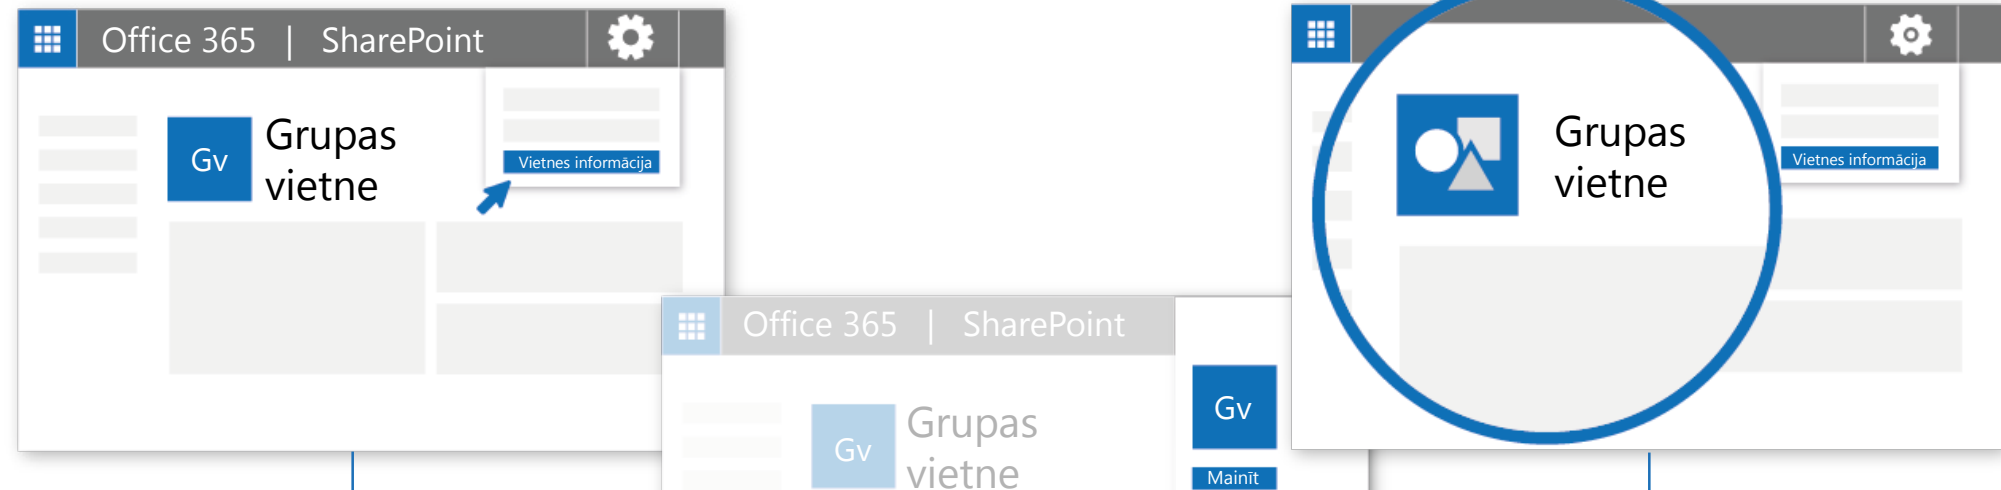 Office 365 | SharePoint
Gv
Grupas
vietne
Vietnes informācija
Office 365 | SharePoint
Gv
Grupas
vietne
Gv
Mainīt
Grupas
vietne
Vietnes informācija